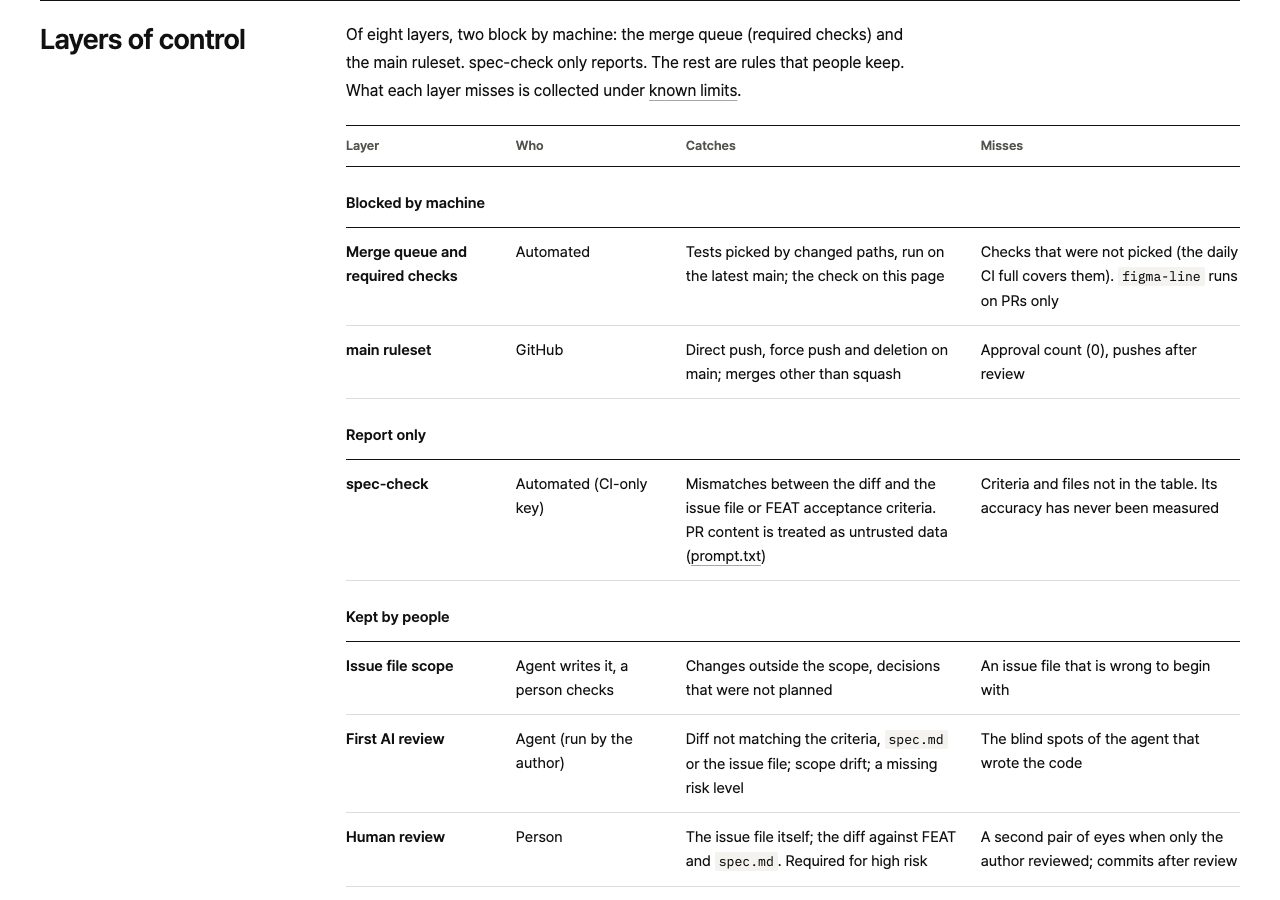 Layers of control
Of eight layers, two block by machine: the merge queue (required checks) and
the main ruleset. spec-check only reports. The rest are rules that people keep.
What each layer misses is collected under known limits.
Layer Who Catches Misses
Blocked by machine
Merge queue and
required checks
Automated
Tests picked by changed paths, run on
the latest main; the check on this page
Checks that were not picked (the daily
CI full covers them). figma-line runs
on PRs only
main ruleset
GitHub
Direct push, force push and deletion on
main; merges other than squash
Approval count (0), pushes after
review
Report only
spec-check
Automated (CI-only
key)
Mismatches between the diff and the
issue file or FEAT acceptance criteria.
PR content is treated as untrusted data
(prompt.txt)
Criteria and files not in the table. Its
accuracy has never been measured
Kept by people
Issue file scope
Agent writes it, a
person checks
Changes outside the scope, decisions
that were not planned
An issue file that is wrong to begin
with
First AI review
Agent (run by the
author)
Diff not matching the criteria, spec.md
or the issue file; scope drift; a missing
risk level
The blind spots of the agent that
wrote the code
Human review
Person
The issue file itself; the diff against FEAT
and spec.md. Required for high risk
A second pair of eyes when only the
author reviewed; commits after review